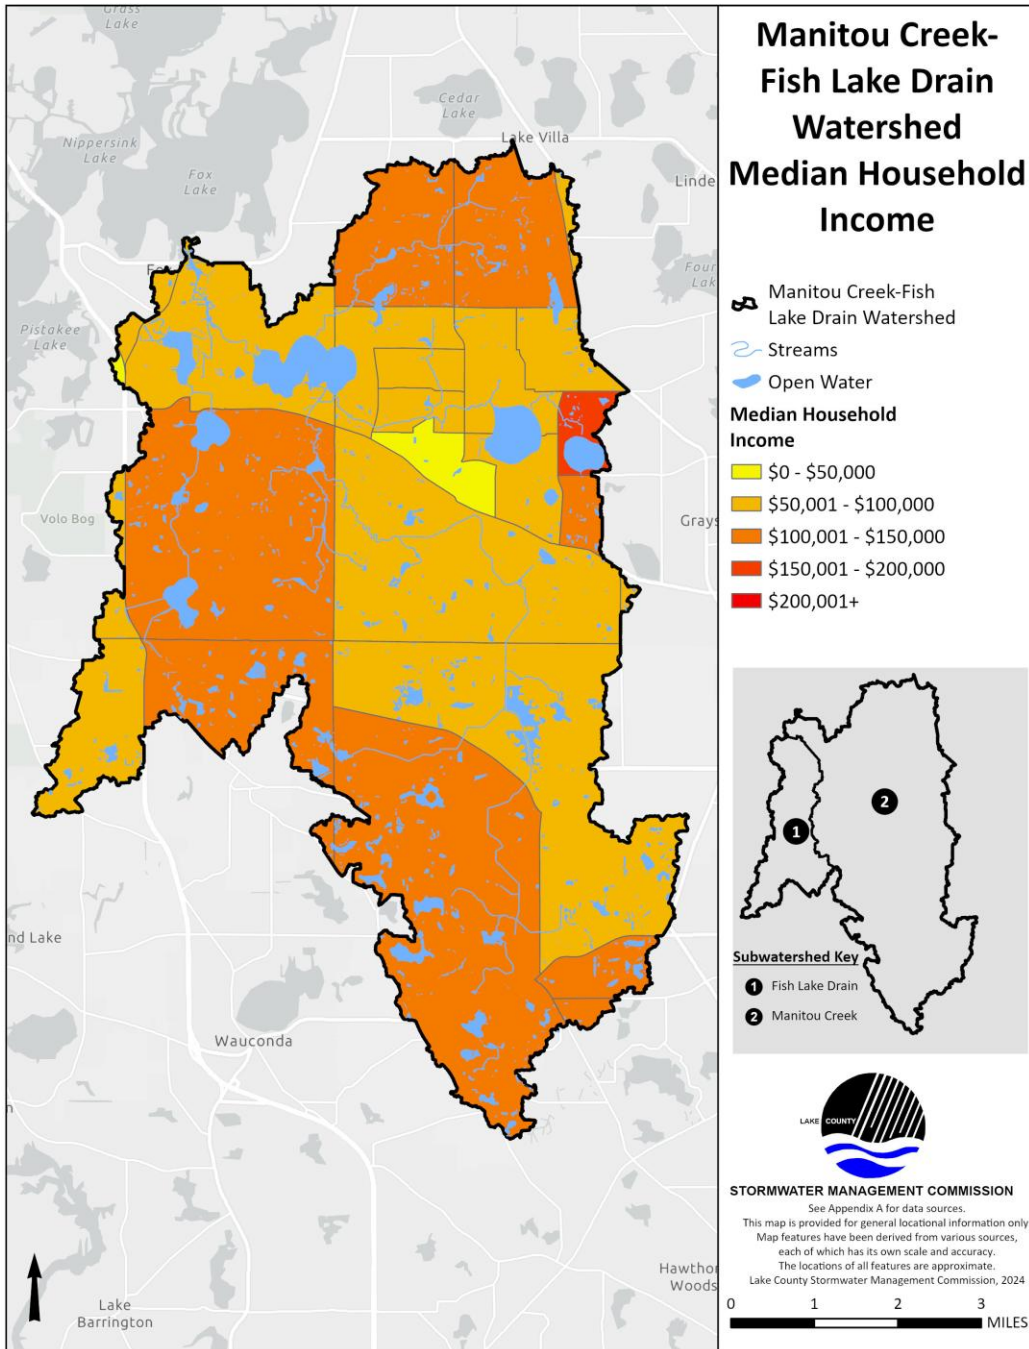 Manitou Creek-
Fish Lake Drain
Watershed
Median Household
Income
Manitou Creek-Fish
Lake Drain Watershed
Streams
Open Water
Median Household
Income
$0 - $50,000
$50,001 - $100,000
$100,001 - $150,000
$150,001 - $200,000
$200,001+
1
2
Subwatershed Key
1 Fish Lake Drain
2 Manitou Creek
LAKE COUNTY
STORMWATER MANAGEMENT COMMISSION
See Appendix A for data sources.
This map is provided for general locational information only
Map features have been derived from various sources,
each of which has its own scale and accuracy.
The locations of all features are approximate.
Lake County Stormwater Management Commission, 2024
0 1 2 3
MILES
Grass
Lake
Cedar
Lake
Lake Villa
Nippersink
Lake
Fox
Lake
Linde
Four
Lak
Fo
Pistakee
Lake
Volo Bog
Grays
nd Lake
Wauconda
n
Hawthor
Woods
Lake
Barrington